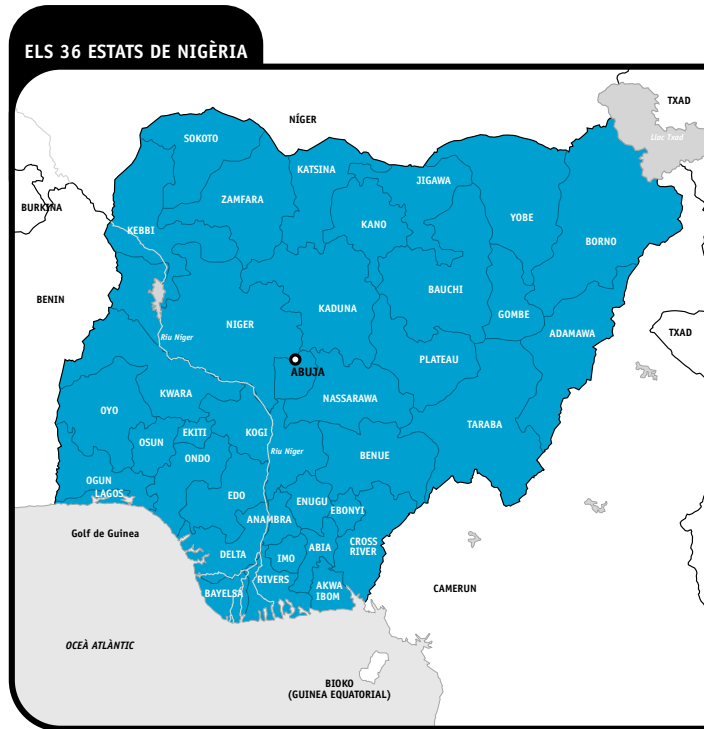 ELS 36 ESTATS DE NIGÈRIA
TXAD
NÍGER
Llac Txad
SOKOTO
KATSINA
JIGAWA
ZAMFARA
BURKINA
KANO
YOBE
KEBBI
BORNO
BAUCHI
BENIN
KADUNA
GOMBE
NIGER
ADAMAWA
TXAD
Riu Níger
PLATEAU
ABUJA
KWARA
NASSARAWA
OYO
TARABA
EKITI
KOGI
OSUN
Riu Níger
BENUE
ONDO
OGUN
LAGOS
EDO
ENUGU
EBONYI
ANAMBRA
Golf de Guinea
CROSS
RIVER
ABIA
DELTA
IMO
RIVERS
AKWA
IBOM
BAYELSA
CAMERUN
OCEÀ ATLÀNTIC
BIOKO
(GUINEA EQUATORIAL)